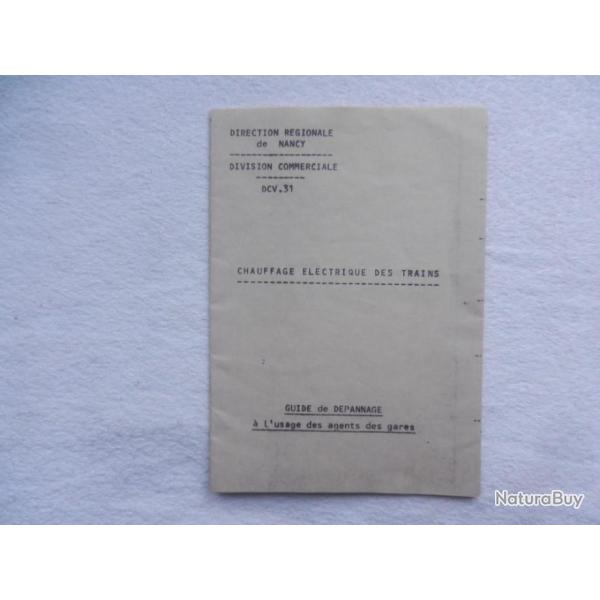 DIRECTION REGIONALE
de NANCY
DIVISION COMMERCIALE
DCV.31
CHAUFFAGE ELECTRIQUE DES TRAINS
GUIDE de DEPANNAGE
à l'usage des agents des gares
NaturaBuy